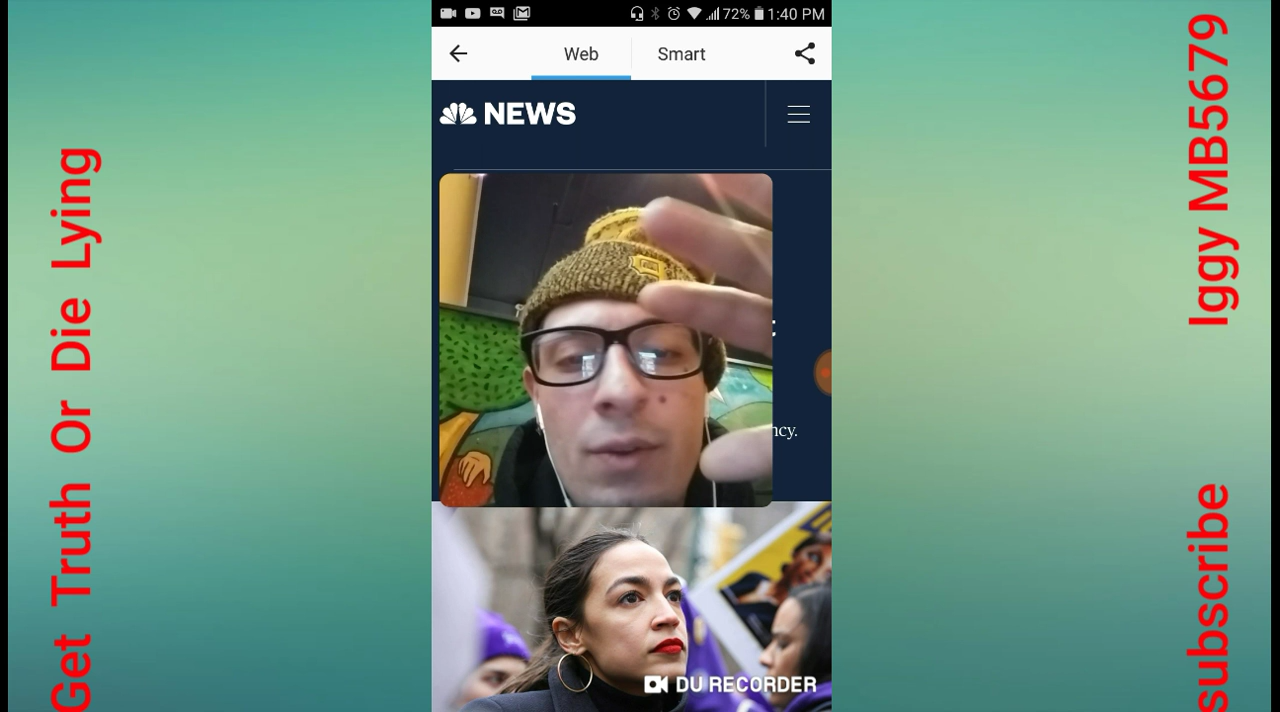 72% 1:40 PM
Web Smart
NEWS
ncy.
DU RECORDER
Get Truth Or Die Lying
subscribe Iggy MB5679